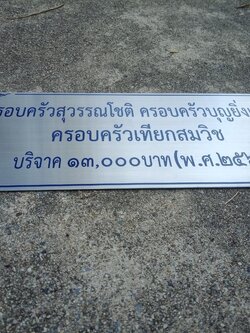 ครอบครัวสุวรรณโชติ ครอบครัวบุญยิ่ง
ครอบครัวเทียกสมวิช
บริจาค ๑๓,๐๐๐บาท(พ.ศ.๒๕